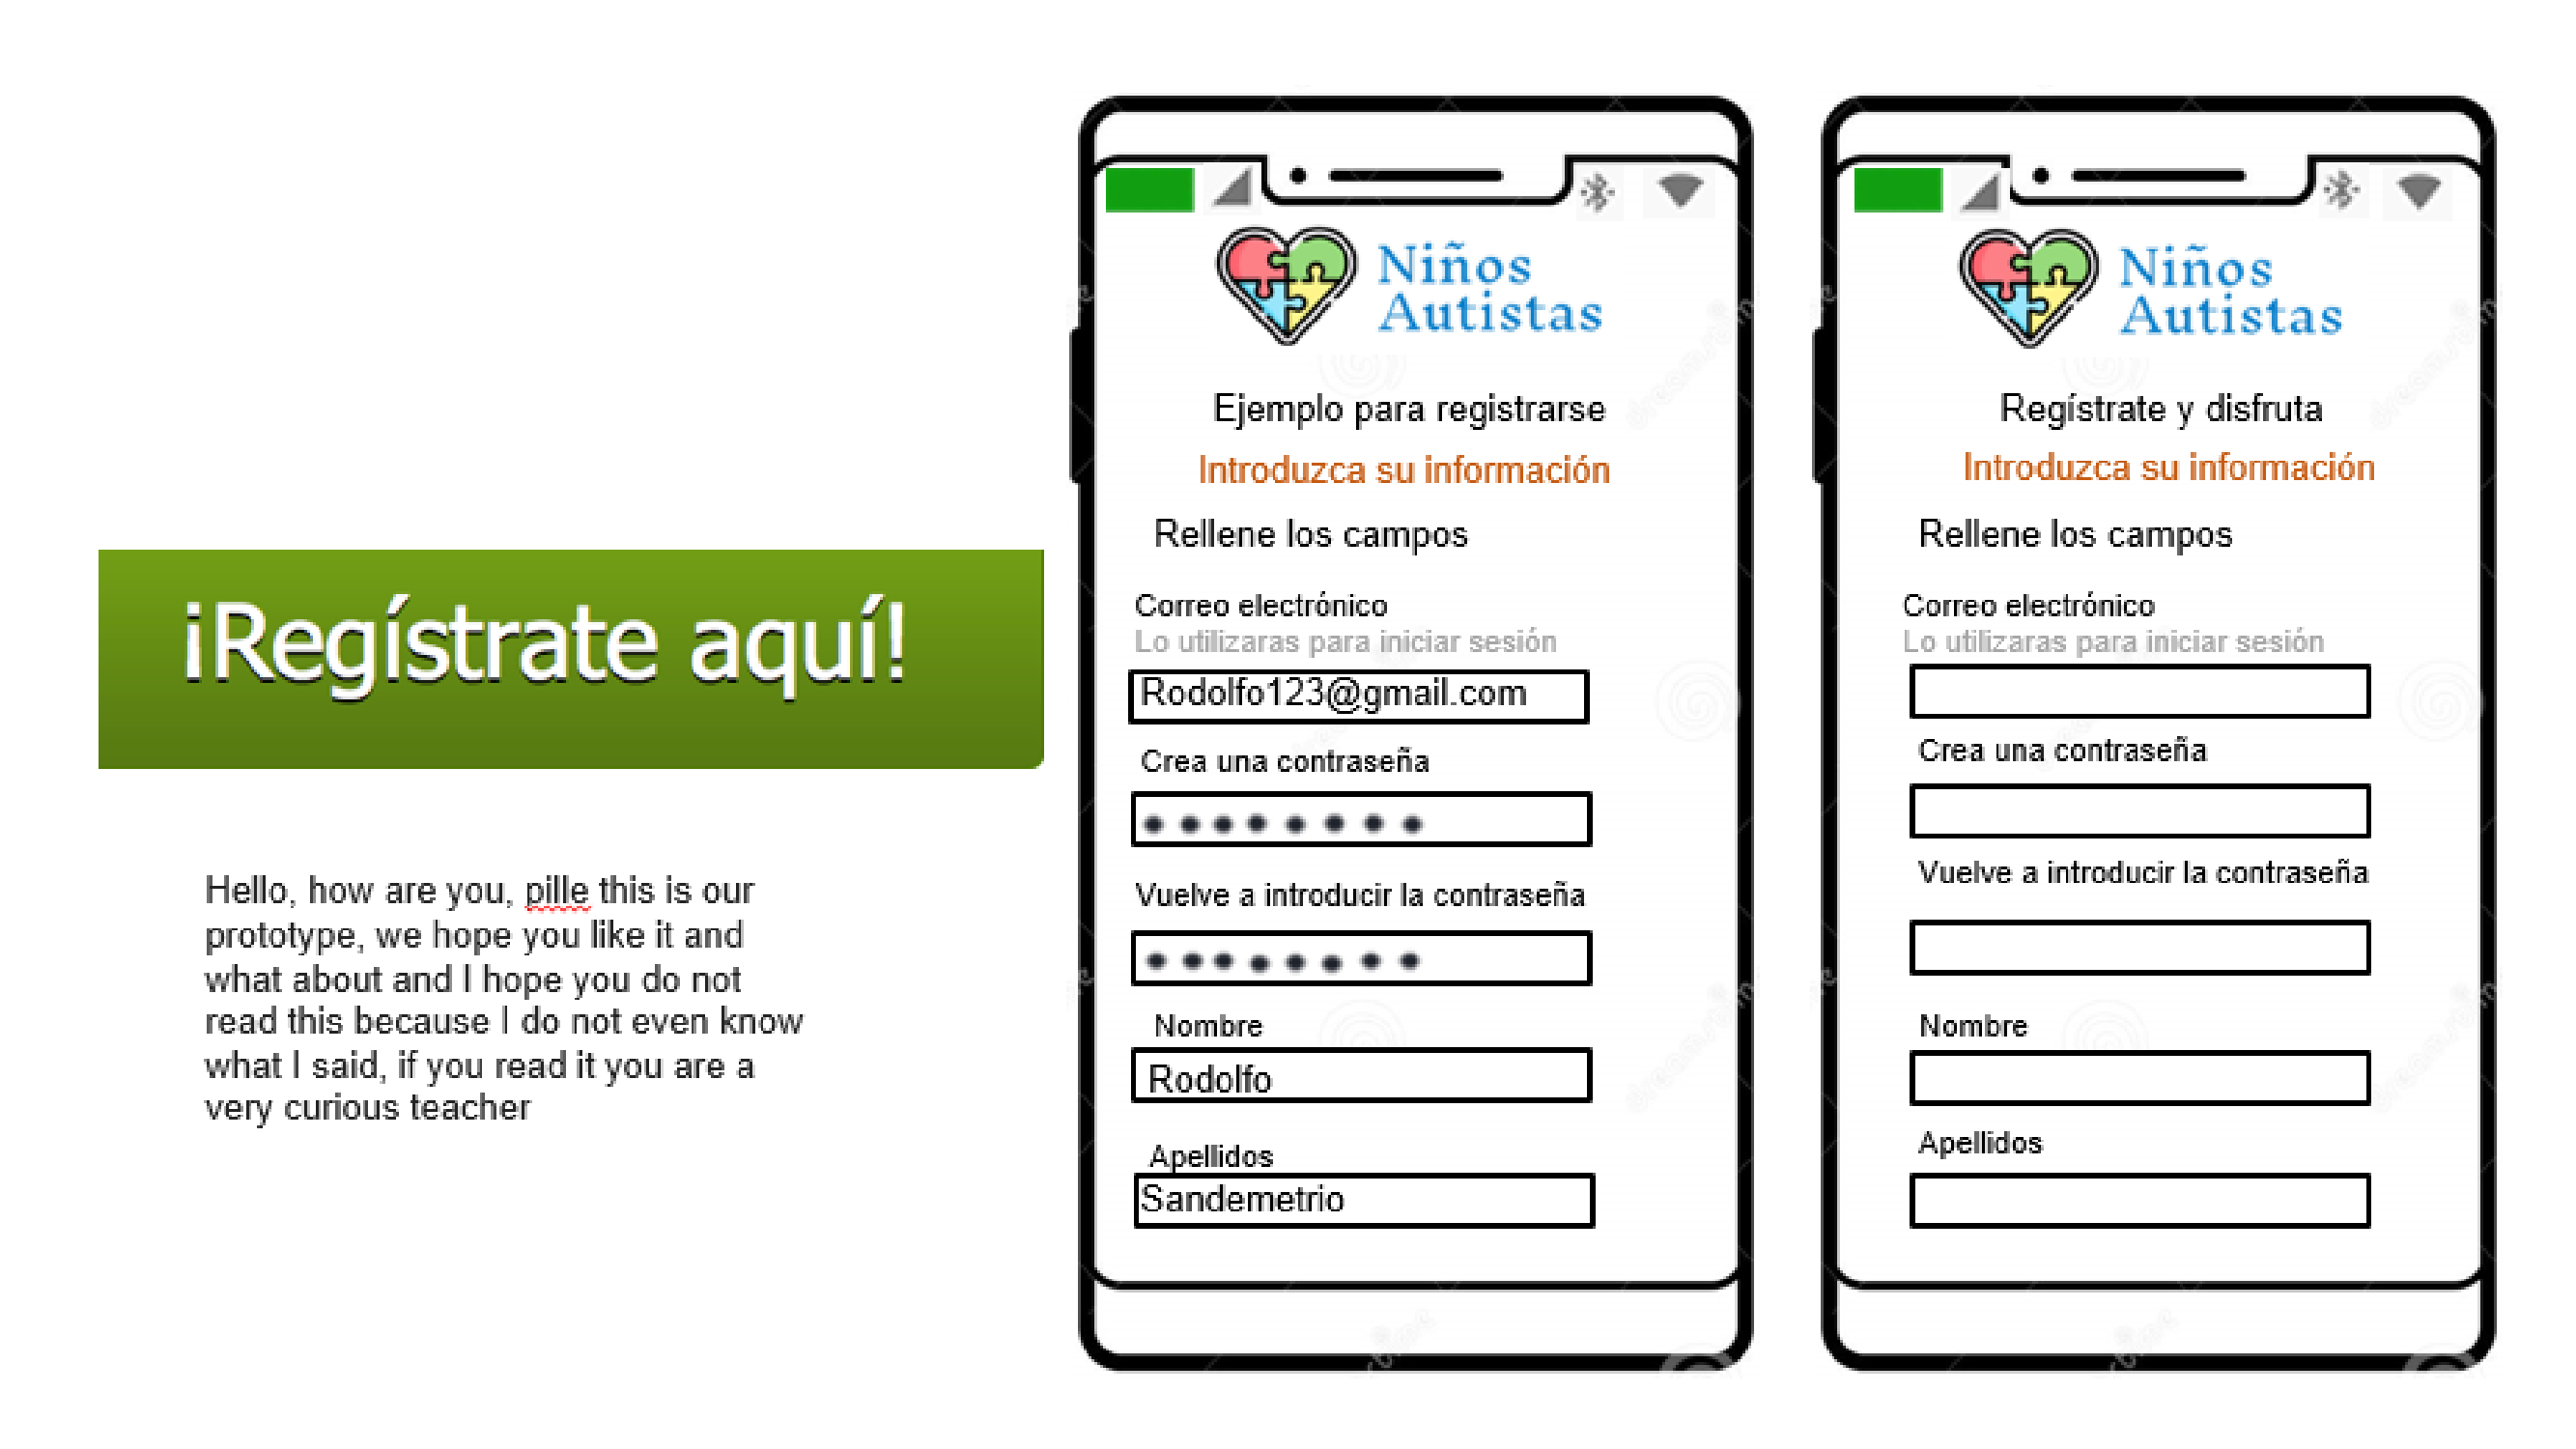 ¡Regístrate aquí!
Hello, how are you, pille this is our
prototype, we hope you like it and
what about and I hope you do not
read this because I do not even know
what I said, if you read it you are a
very curious teacher
Niños
Autistas
Ejemplo para registrarse
Introduzca su información
Rellene los campos
Correo electrónico
Lo utilizaras para iniciar sesión
Rodolfo123@gmail.com
Crea una contraseña
Vuelve a introducir la contraseña
Nombre
Rodolfo
Apellidos
Sandemetrio
Niños
Autistas
Regístrate y disfruta
Introduzca su información
Rellene los campos
Correo electrónico
Lo utilizaras para iniciar sesión
Crea una contraseña
Vuelve a introducir la contraseña
Nombre
Apellidos